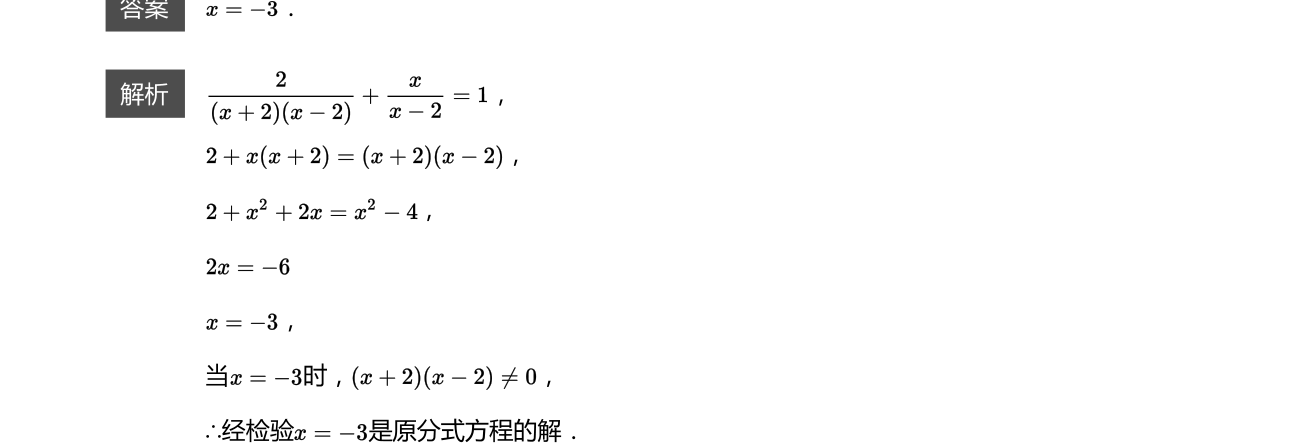 答案 x = −3 .
解析 \frac{2}{(x+2)(x−2)} + \frac{x}{x−2} = 1 ,
2 + x(x + 2) = (x + 2)(x − 2) ,
2 + x² + 2x = x² − 4 ,
2x = −6
x = −3 ,
当x = −3时 , (x + 2)(x − 2) ≠ 0 ,
∴经检验x = −3是原分式方程的解 .